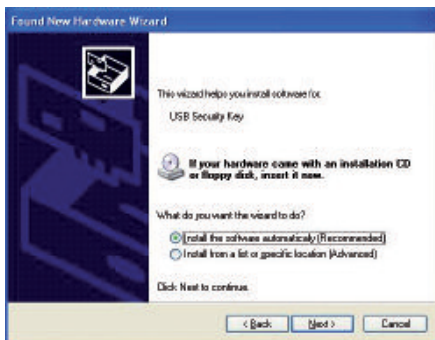 Found New Hardware Wizard
This wizard helps you install software for:
USB Security Key
If your hardware came with an installation CD
or floppy disk, insert it now.
What do you want the wizard to do?
Install the software automatically (Recommended)
Install from a list or specific location (Advanced)
Click Next to continue.
< Back
Next >
Cancel